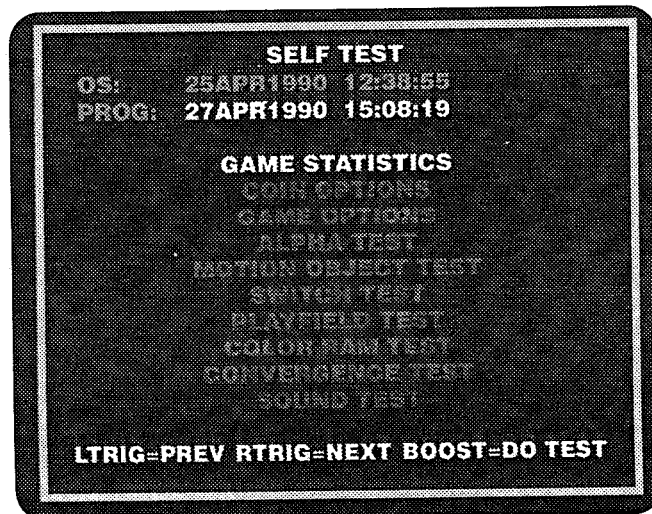 SELF TEST
OS: 25APR1990 12:38:55
PROG: 27APR1990 15:08:19
GAME STATISTICS
COIN OPTIONS
GAME OPTIONS
ALPHA TEST
MOTION OBJECT TEST
SWITCH TEST
PLAYFIELD TEST
COLOR RAM TEST
CONVERGENCE TEST
SOUND TEST
LTRIG=PREV RTRIG=NEXT BOOST=DO TEST